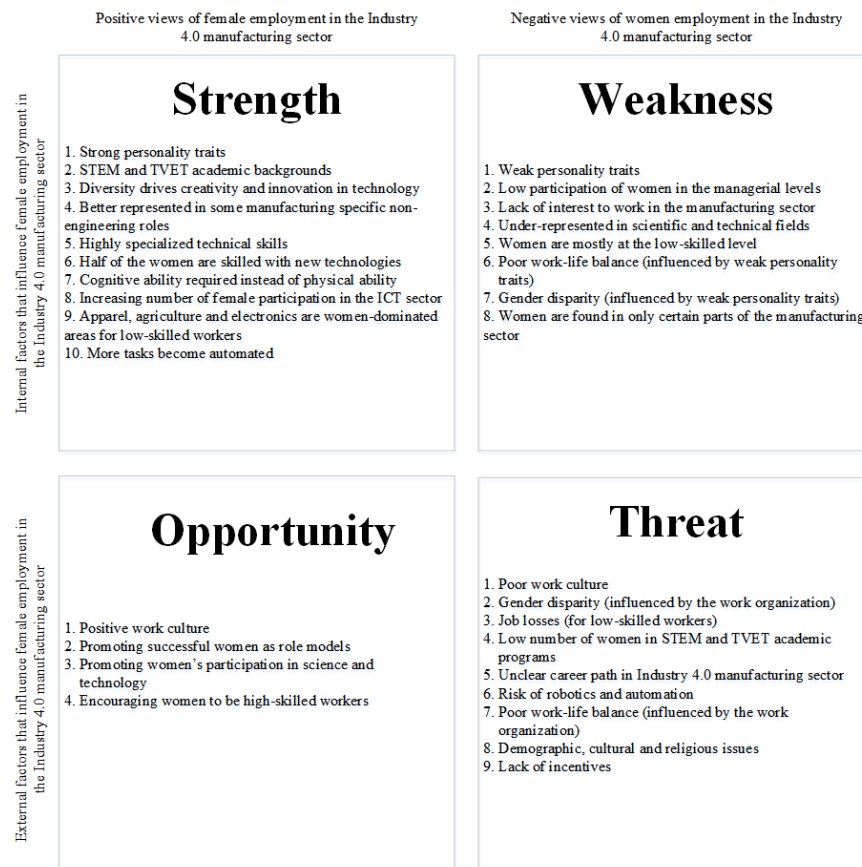 Positive views of female employment in the Industry
4.0 manufacturing sector
Negative views of women employment in the Industry
4.0 manufacturing sector
Internal factors that influence female employment in
the Industry 4.0 manufacturing sector
Strength
1. Strong personality traits
2. STEM and TVET academic backgrounds
3. Diversity drives creativity and innovation in technology
4. Better represented in some manufacturing specific non-
engineering roles
5. Highly specialized technical skills
6. Half of the women are skilled with new technologies
7. Cognitive ability required instead of physical ability
8. Increasing number of female participation in the ICT sector
9. Apparel, agriculture and electronics are women-dominated
areas for low-skilled workers
10. More tasks become automated
Weakness
1. Weak personality traits
2. Low participation of women in the managerial levels
3. Lack of interest to work in the manufacturing sector
4. Under-represented in scientific and technical fields
5. Women are mostly at the low-skilled level
6. Poor work-life balance (influenced by weak personality
traits)
7. Gender disparity (influenced by weak personality traits)
8. Women are found in only certain parts of the manufacturing
sector
External factors that influence female employment in
the Industry 4.0 manufacturing sector
Opportunity
1. Positive work culture
2. Promoting successful women as role models
3. Promoting women's participation in science and
technology
4. Encouraging women to be high-skilled workers
Threat
1. Poor work culture
2. Gender disparity (influenced by the work organization)
3. Job losses (for low-skilled workers)
4. Low number of women in STEM and TVET academic
programs
5. Unclear career path in Industry 4.0 manufacturing sector
6. Risk of robotics and automation
7. Poor work-life balance (influenced by the work
organization)
8. Demographic, cultural and religious issues
9. Lack of incentives